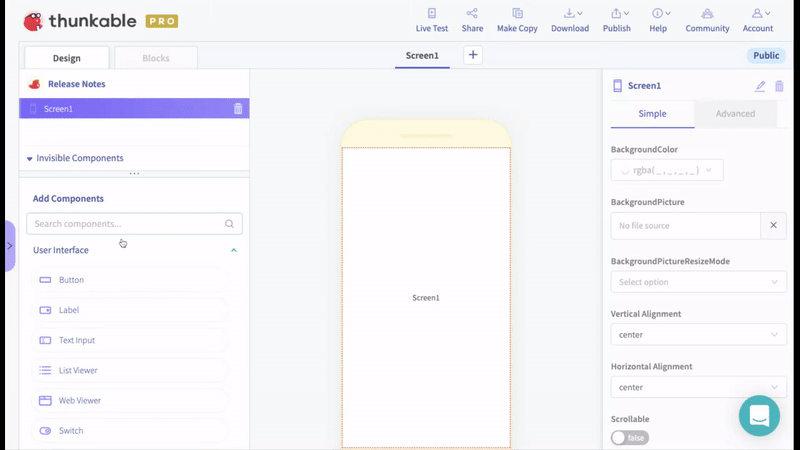 thunkable PRO
Live Test Share Make Copy Download Publish Help Community Account
Design Blocks Screen1 + Public
Release Notes
Screen1
Invisible Components
Add Components
Search components...
User Interface
Button
Label
Text Input
List Viewer
Web Viewer
Switch
Screen1
Screen1
Simple Advanced
BackgroundColor
rgba(_,_,_,_)
BackgroundPicture
No file source
BackgroundPictureResizeMode
Select option
Vertical Alignment
center
Horizontal Alignment
center
Scrollable
false